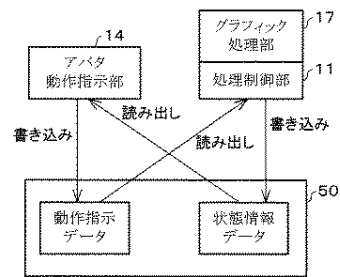 14
アバタ
動作指示部
グラフィック
処理部
17
処理制御部
11
書き込み
読み出し
読み出し
書き込み
50
動作指示
データ
状態情報
データ